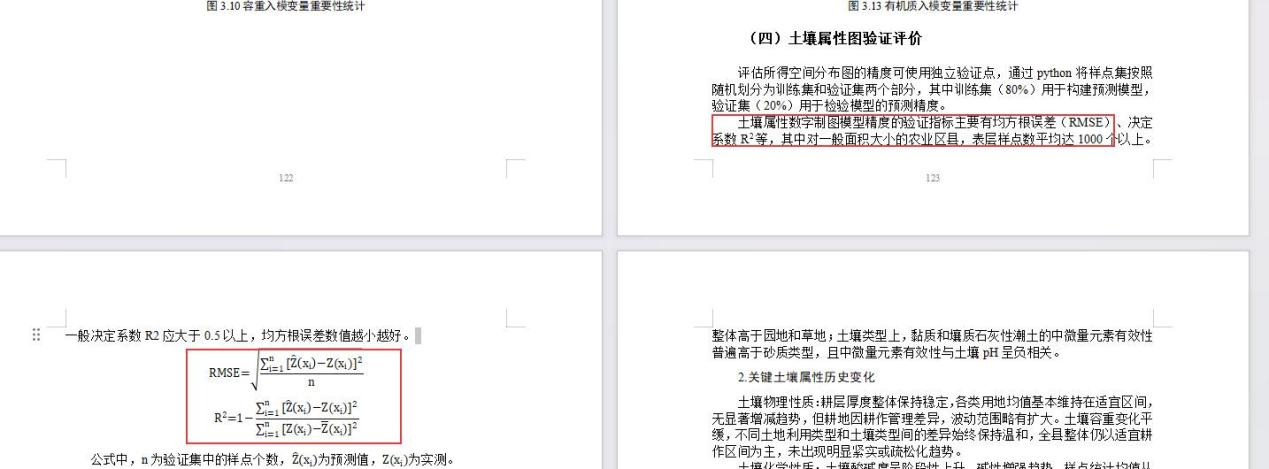 图 3.10 容重入模变量重要性统计
122
图 3.13 有机质入模变量重要性统计
（四）土壤属性图验证评价
评估所得空间分布图的精度可使用独立验证点，通过 python 将样点集按照
随机划分为训练集和验证集两个部分，其中训练集（80%）用于构建预测模型，
验证集（20%）用于检验模型的预测精度。
土壤属性数字制图模型精度的验证指标主要有均方根误差（RMSE）、决定
系数 R²等，其中对一般面积大小的农业区县，表层样点数平均达 1000 个以上。
123
一般决定系数 R2 应大于 0.5 以上，均方根误差数值越小越好。
RMSE=√(∑ᵢ₌₁ⁿ [Ẑ(xᵢ)−Z(xᵢ)]² / n)
R²=1−∑ᵢ₌₁ⁿ [Ẑ(xᵢ)−Z(xᵢ)]² / ∑ᵢ₌₁ⁿ [Z(xᵢ)−Z̄(xᵢ)]²
公式中，n 为验证集中的样点个数，Ẑ(xᵢ)为预测值，Z(xᵢ)为实测。
整体高于园地和草地；土壤类型上，黏质和壤质石灰性潮土的中微量元素有效性
普遍高于砂质类型，且中微量元素有效性与土壤 pH 呈负相关。
2.关键土壤属性历史变化
土壤物理性质：耕层厚度整体保持稳定，各类用地均值基本维持在适宜区间，
无显著增减趋势，但耕地因耕作管理差异，波动范围略有扩大。土壤容重变化平
缓，不同土地利用类型和土壤类型间的差异始终保持温和，全县整体仍以适宜耕
作区间为主，未出现明显紧实或疏松化趋势。